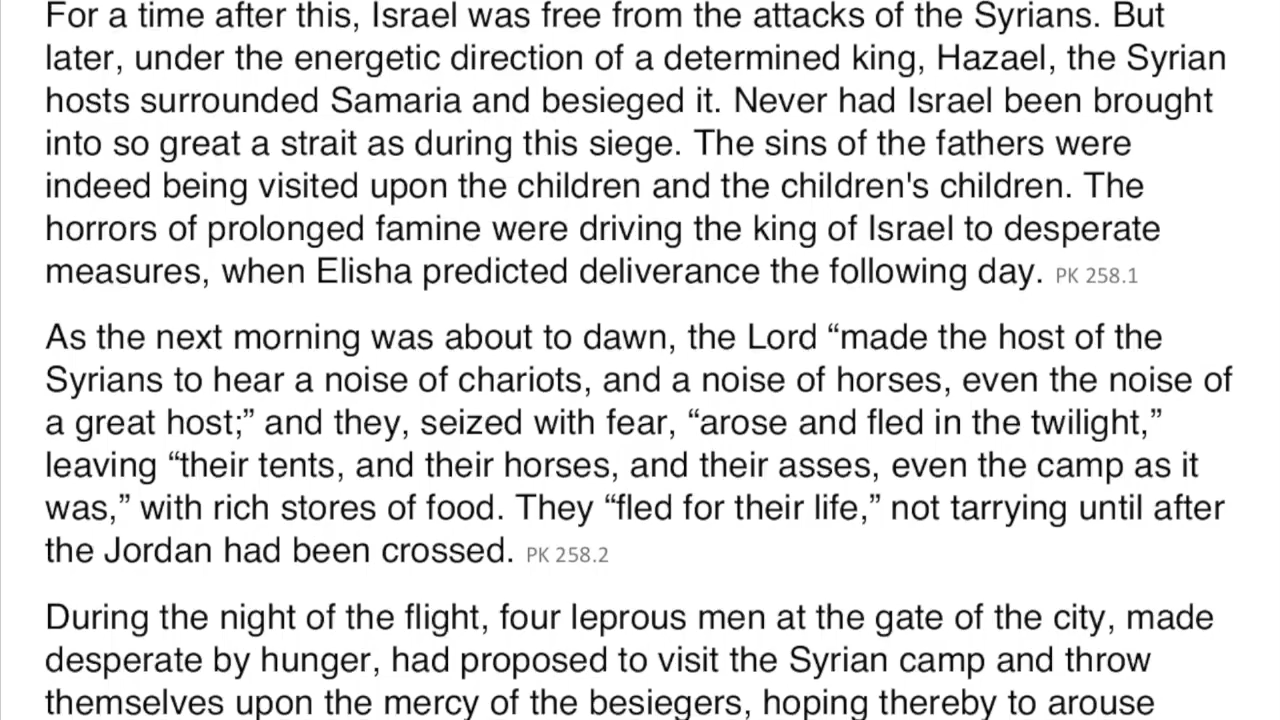 For a time after this, Israel was free from the attacks of the Syrians. But
later, under the energetic direction of a determined king, Hazael, the Syrian
hosts surrounded Samaria and besieged it. Never had Israel been brought
into so great a strait as during this siege. The sins of the fathers were
indeed being visited upon the children and the children's children. The
horrors of prolonged famine were driving the king of Israel to desperate
measures, when Elisha predicted deliverance the following day. PK 258.1
As the next morning was about to dawn, the Lord “made the host of the
Syrians to hear a noise of chariots, and a noise of horses, even the noise of
a great host;” and they, seized with fear, “arose and fled in the twilight,”
leaving “their tents, and their horses, and their asses, even the camp as it
was,” with rich stores of food. They “fled for their life,” not tarrying until after
the Jordan had been crossed. PK 258.2
During the night of the flight, four leprous men at the gate of the city, made
desperate by hunger, had proposed to visit the Syrian camp and throw
themselves upon the mercy of the besiegers, hoping thereby to arouse